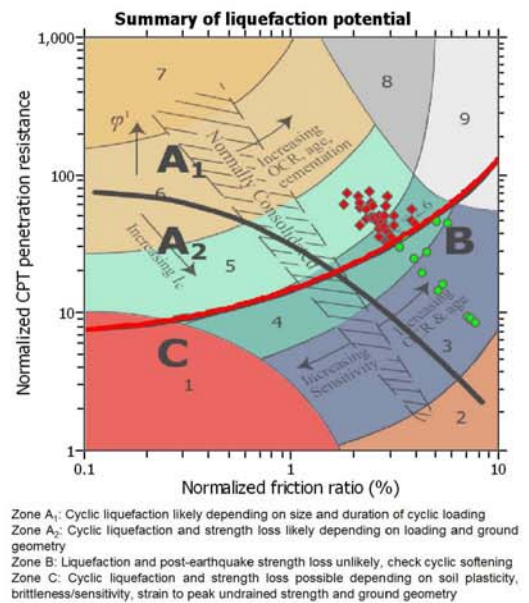 Summary of liquefaction potential
1,000
7
8
9
φ'
Normally Consolidated
Increasing
OCR, age,
cementation
A1
100
6
A2
Increasing Ic
5
B
10
4
Increasing
OCR & age
3
C
1
Increasing
Sensitivity
2
1
0.1
1
10
Normalized CPT penetration resistance
Normalized friction ratio (%)
Zone A1: Cyclic liquefaction likely depending on size and duration of cyclic loading
Zone A2: Cyclic liquefaction and strength loss likely depending on loading and ground
geometry
Zone B: Liquefaction and post-earthquake strength loss unlikely, check cyclic softening
Zone C: Cyclic liquefaction and strength loss possible depending on soil plasticity,
brittleness/sensitivity, strain to peak undrained strength and ground geometry